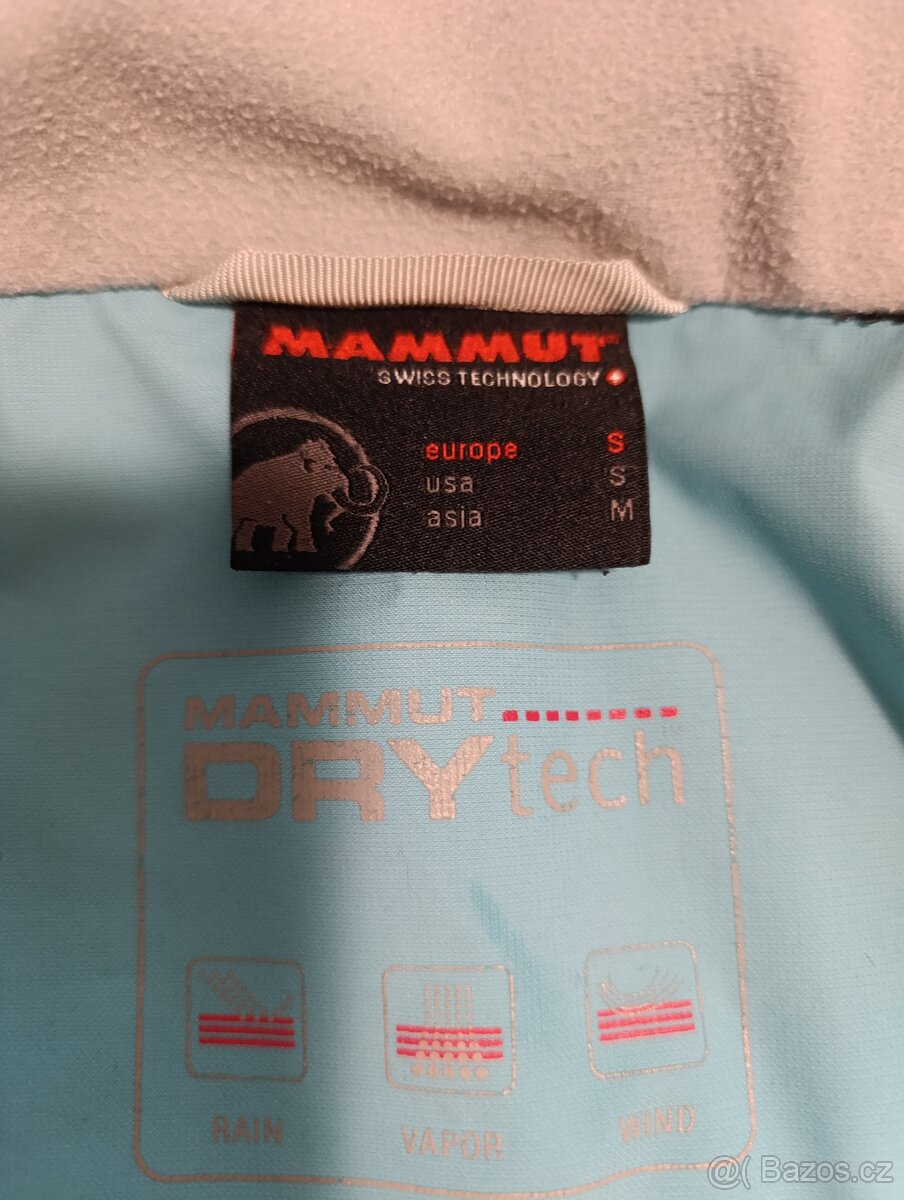 MAMMUT
SWISS TECHNOLOGY
europe S
usa S
asia M
MAMMUT
DRYtech
RAIN
VAPOR
WIND
@( Bazos.cz